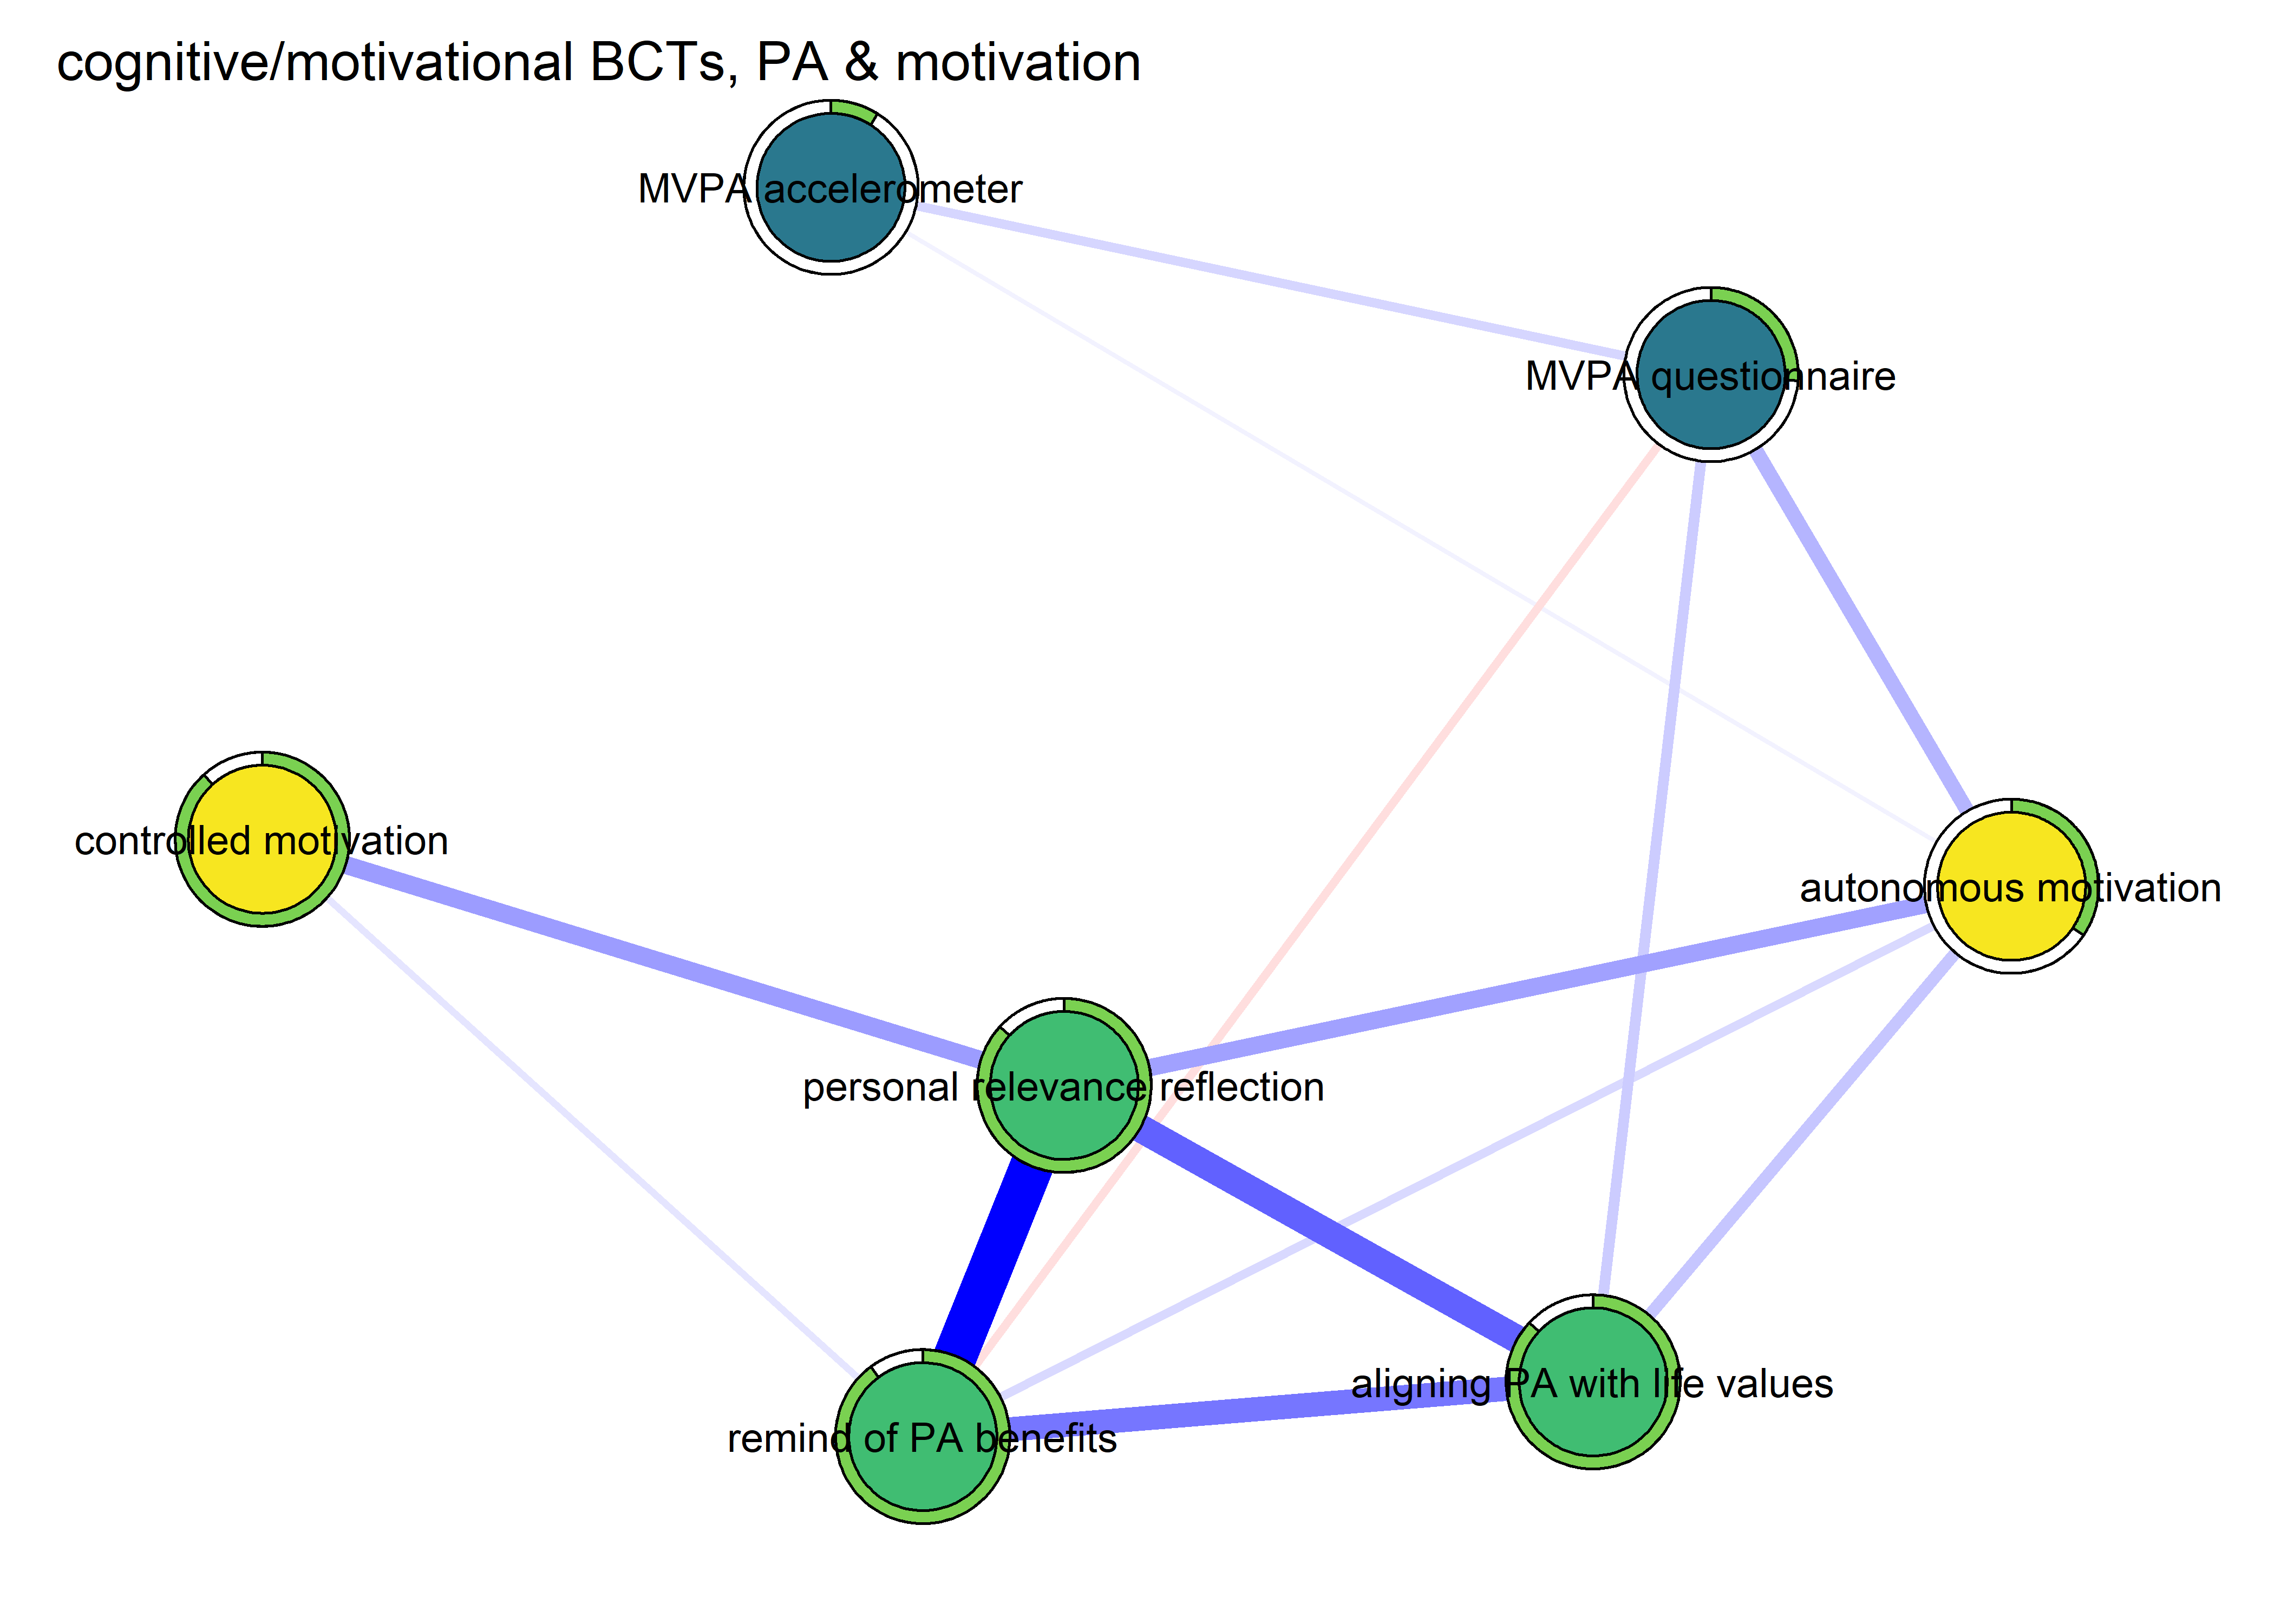 cognitive/motivational BCTs, PA & motivation
MVPA accelerometer
MVPA questionnaire
controlled motivation
autonomous motivation
personal relevance reflection
aligning PA with life values
remind of PA benefits